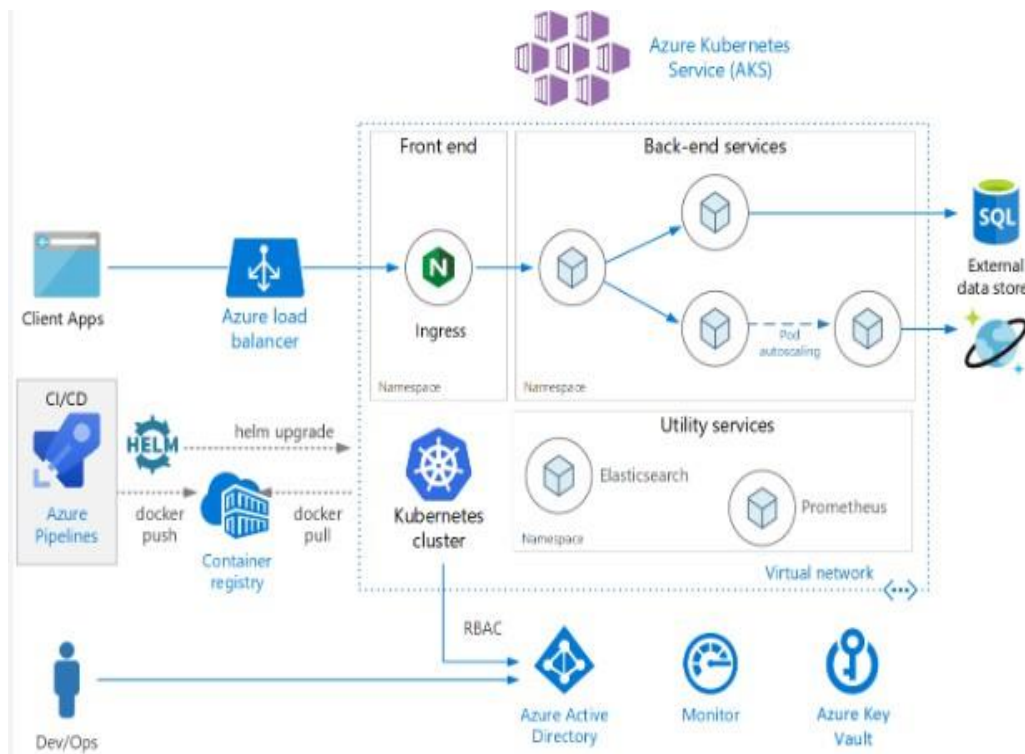 Azure Kubernetes
Service (AKS)
Front end
Back-end services
SQL
External
data store
Client Apps
Azure load
balancer
N
Ingress
Pod
autoscaling
Namespace
Namespace
CI/CD
HELM
helm upgrade
Azure
Pipelines
docker
push
docker
pull
Container
registry
Kubernetes
cluster
Utility services
Elasticsearch
Prometheus
Namespace
Virtual network
RBAC
Dev/Ops
Azure Active
Directory
Monitor
Azure Key
Vault